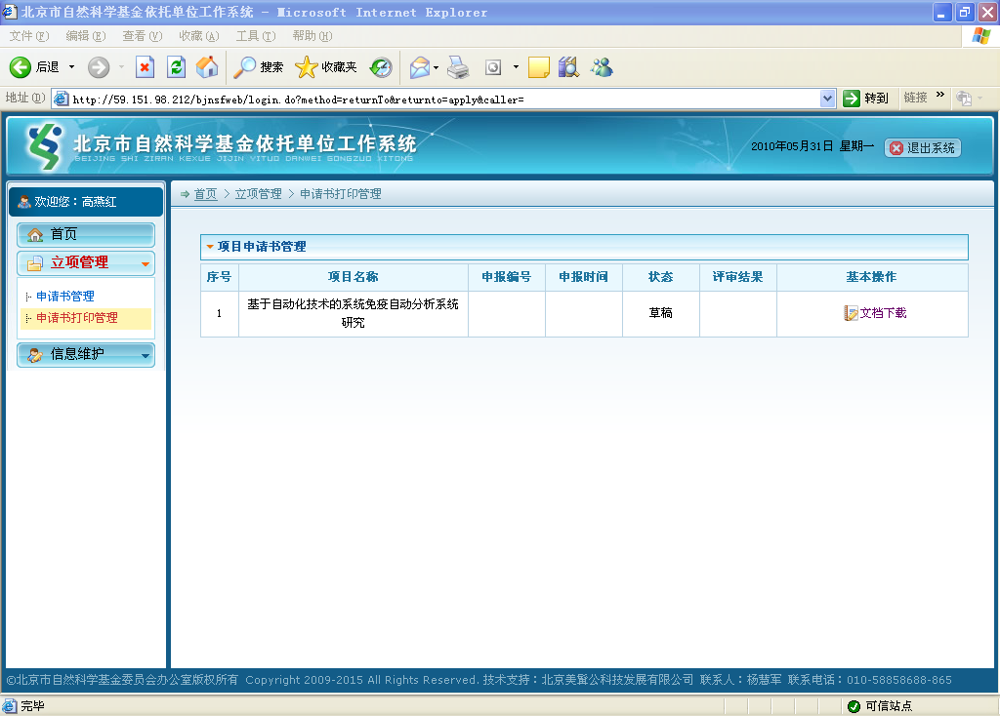 北京市自然科学基金依托单位工作系统 - Microsoft Internet Explorer
文件(F) 编辑(E) 查看(V) 收藏(A) 工具(T) 帮助(H)
后退 搜索 收藏夹
地址(D) http://59.151.98.212/bjnsfweb/login.do?method=returnTo&returnto=apply&caller= 转到 链接 »
北京市自然科学基金依托单位工作系统
BEIJING SHI ZIRAN KEXUE JIJIN YITUO DANWEI GONGZUO XITONG
2010年05月31日 星期一 退出系统
欢迎您：高燕红
首页 > 立项管理 > 申请书打印管理
首页
立项管理
申请书管理
申请书打印管理
信息维护
项目申请书管理
序号 项目名称 申报编号 申报时间 状态 评审结果 基本操作
1 基于自动化技术的系统免疫自动分析系统 草稿 文档下载
研究
©北京市自然科学基金委员会办公室版权所有 Copyright 2009-2015 All Rights Reserved. 技术支持：北京美髯公科技发展有限公司 联系人：杨慧军 联系电话：010-58858688-865
完毕 可信站点